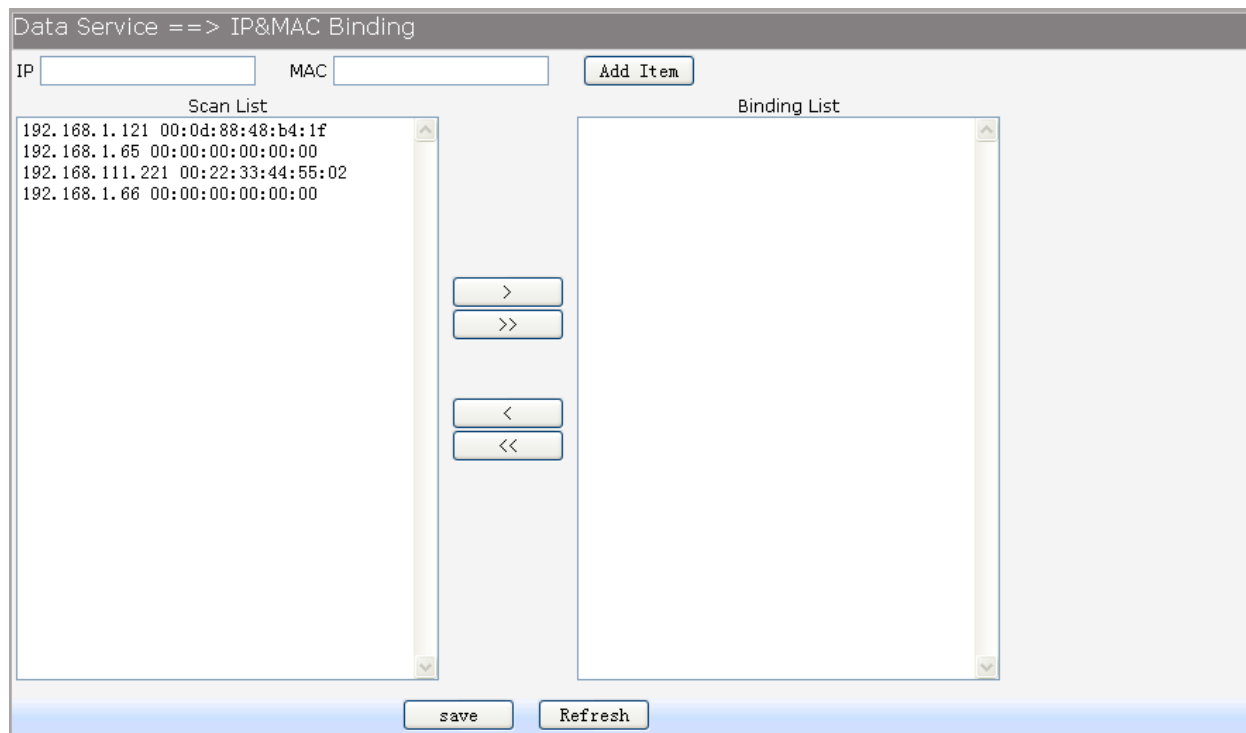 Data Service ==> IP&MAC Binding
IP MAC Add Item
Scan List Binding List
192.168.1.121 00:0d:88:48:b4:1f
192.168.1.65 00:00:00:00:00:00
192.168.111.221 00:22:33:44:55:02
192.168.1.66 00:00:00:00:00:00
>
>>
<
<<
save Refresh